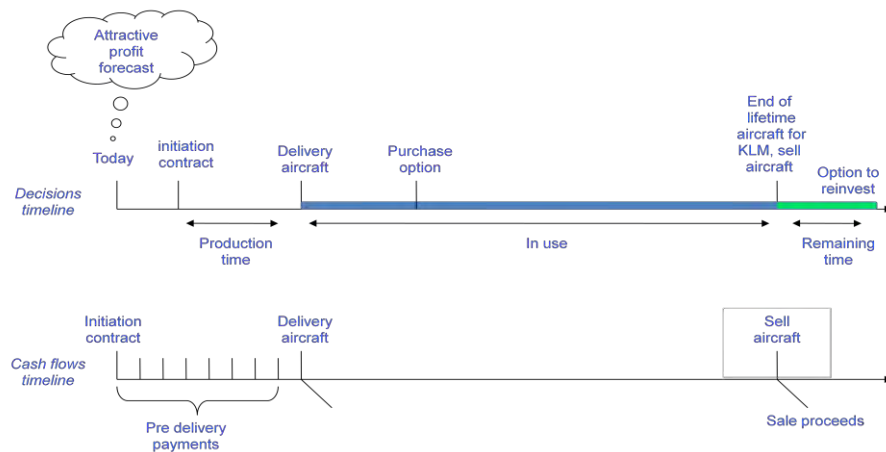 Attractive
profit
forecast
Today
initiation
contract
Delivery
aircraft
Purchase
option
End of
lifetime
aircraft for
KLM, sell
aircraft
Option to
reinvest
Decisions
timeline
Production
time
In use
Remaining
time
Initiation
contract
Delivery
aircraft
Sell
aircraft
Cash flows
timeline
Pre delivery
payments
Sale proceeds